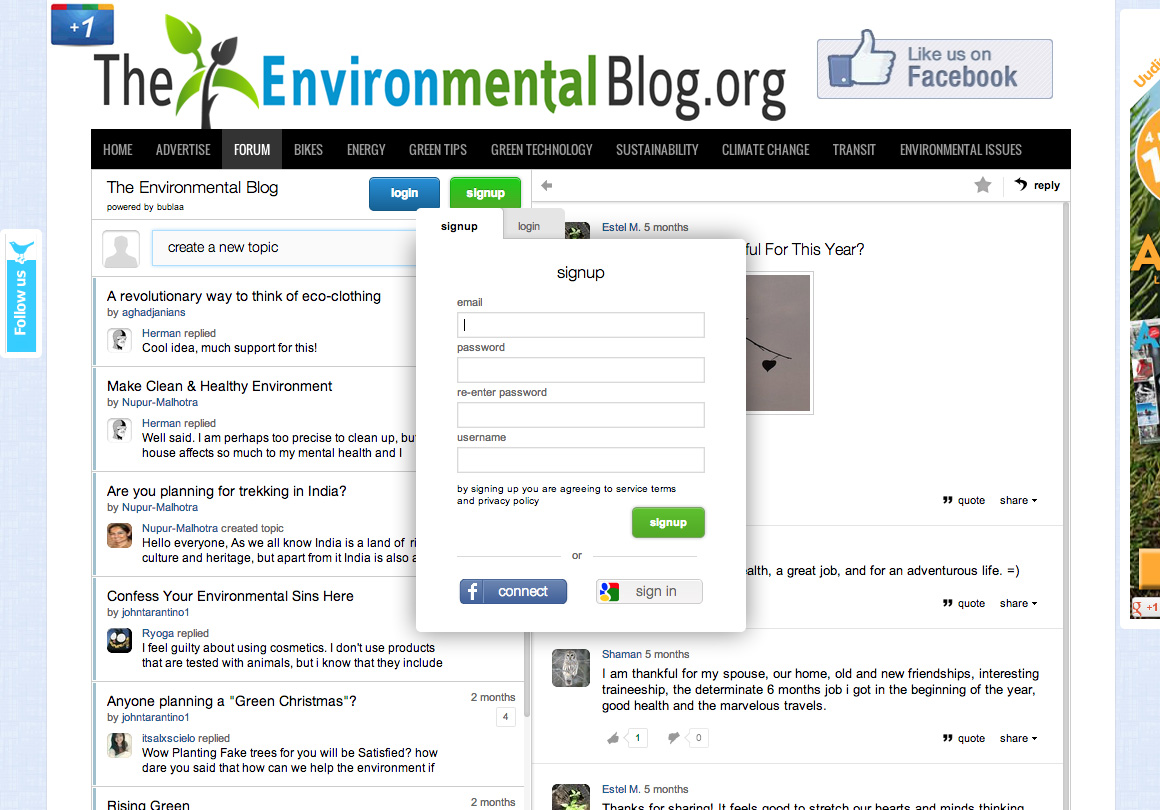 +1
The Environmental Blog.org
Like us on
Facebook
HOME ADVERTISE FORUM BIKES ENERGY GREEN TIPS GREEN TECHNOLOGY SUSTAINABILITY CLIMATE CHANGE TRANSIT ENVIRONMENTAL ISSUES
The Environmental Blog
powered by bublaa
login
signup
reply
Follow us
create a new topic
A revolutionary way to think of eco-clothing
by aghadjanians
Herman replied
Cool idea, much support for this!
Make Clean & Healthy Environment
by Nupur-Malhotra
Herman replied
Well said. I am perhaps too precise to clean up, bu
house affects so much to my mental health and I
Are you planning for trekking in India?
by Nupur-Malhotra
Nupur-Malhotra created topic
Hello everyone, As we all know India is a land of ri
culture and heritage, but apart from it India is also a
Confess Your Environmental Sins Here
by johntarantino1
Ryoga replied
I feel guilty about using cosmetics. I don't use products
that are tested with animals, but i know that they include
Anyone planning a "Green Christmas"?
2 months
by johntarantino1
4
itsalxscielo replied
Wow Planting Fake trees for you will be Satisfied? how
dare you said that how can we help the environment if
Rising Green
2 months
signup
login
signup
email
password
re-enter password
username
by signing up you are agreeing to service terms
and privacy policy
signup
or
connect
sign in
Estel M. 5 months
ful For This Year?
quote share
alth, a great job, and for an adventurous life. =)
quote share
Shaman 5 months
I am thankful for my spouse, our home, old and new friendships, interesting
traineeship, the determinate 6 months job i got in the beginning of the year,
good health and the marvelous travels.
1 0
quote share
Estel M. 5 months
Thanks for sharing! It feels good to stretch our hearts and minds thinking
Uudi
+1